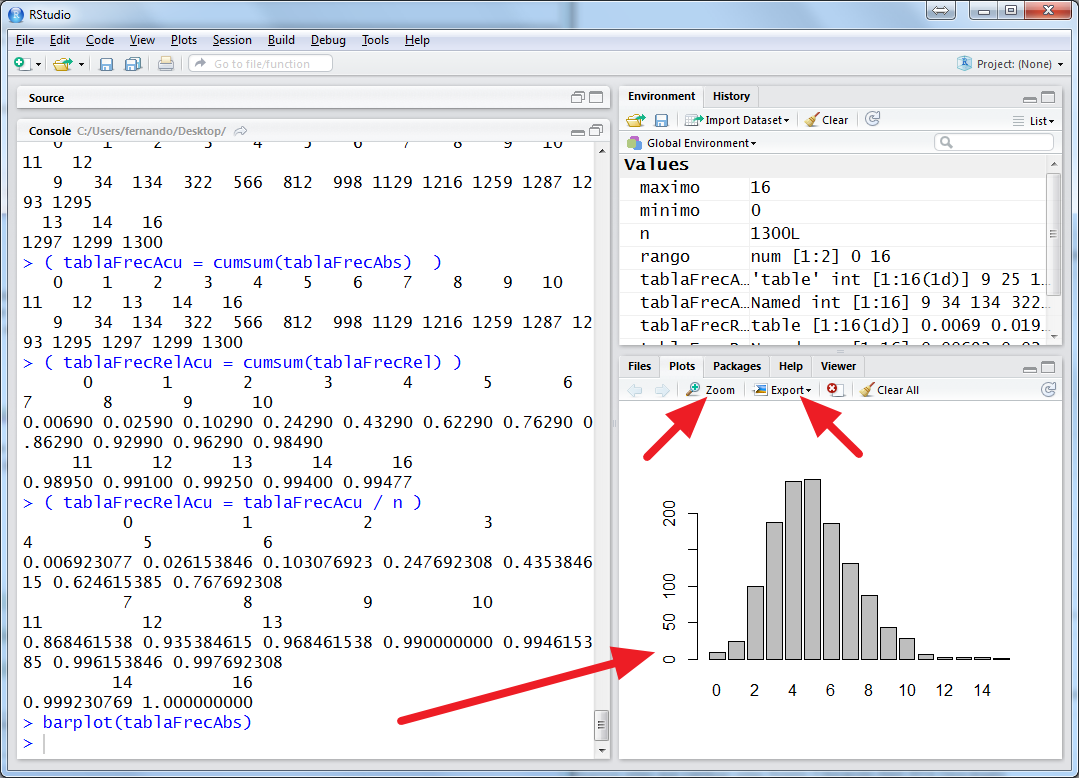 RStudio
File Edit Code View Plots Session Build Debug Tools Help
Go to file/function Project: (None)
Source
Console C:/Users/fernando/Desktop/
0 1 2 3 4 5 6 7 8 9 10
11 12
9 34 134 322 566 812 998 1129 1216 1259 1287 12
93 1295
13 14 16
1297 1299 1300
> ( tablaFrecAcu = cumsum(tablaFrecAbs) )
0 1 2 3 4 5 6 7 8 9 10
11 12 13 14 16
9 34 134 322 566 812 998 1129 1216 1259 1287 12
93 1295 1297 1299 1300
> ( tablaFrecRelAcu = cumsum(tablaFrecRel) )
0 1 2 3 4 5 6
7 8 9 10
0.00690 0.02590 0.10290 0.24290 0.43290 0.62290 0.76290 0
.86290 0.92990 0.96290 0.98490
11 12 13 14 16
0.98950 0.99100 0.99250 0.99400 0.99477
> ( tablaFrecRelAcu = tablaFrecAcu / n )
0 1 2 3
4 5 6
0.006923077 0.026153846 0.103076923 0.247692308 0.4353846
15 0.624615385 0.767692308
7 8 9 10
11 12 13
0.868461538 0.935384615 0.968461538 0.990000000 0.9946153
85 0.996153846 0.997692308
14 16
0.999230769 1.000000000
> barplot(tablaFrecAbs)
>
Environment History
Import Dataset Clear List
Global Environment
Values
maximo 16
minimo 0
n 1300L
rango num [1:2] 0 16
tablaFrecA… 'table' int [1:16(1d)] 9 25 1…
tablaFrecA… Named int [1:16] 9 34 134 322…
tablaFrecR… table [1:16(1d)] 0.0069 0.019…
Files Plots Packages Help Viewer
Zoom Export Clear All
200
100
50
0
0 2 4 6 8 10 12 14